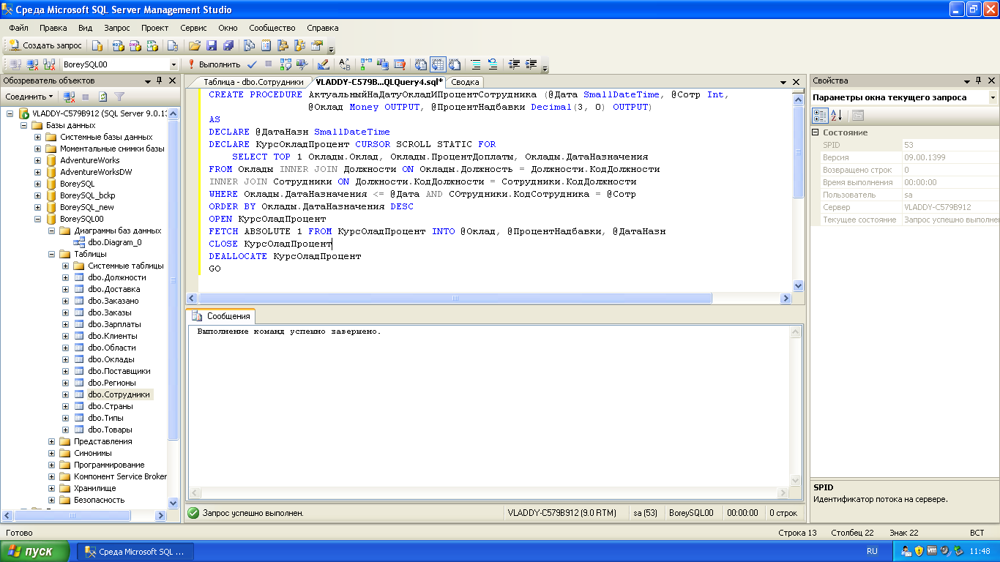 Среда Microsoft SQL Server Management Studio
Файл Правка Вид Запрос Проект Сервис Окно Сообщество Справка
Создать запрос
BoreySQL00 Выполнить
Обозреватель объектов
Соединить
VLADDY-C579B912 (SQL Server 9.0.13
Базы данных
Системные базы данных
Моментальные снимки базы
AdventureWorks
AdventureWorksDW
BoreySQL
BoreySQL_bckp
BoreySQL_new
BoreySQL00
Диаграммы баз данных
dbo.Diagram_0
Таблицы
Системные таблицы
dbo.Должности
dbo.Доставка
dbo.Заказано
dbo.Заказы
dbo.Зарплаты
dbo.Клиенты
dbo.Области
dbo.Оклады
dbo.Поставщики
dbo.Регионы
dbo.Сотрудники
dbo.Страны
dbo.Типы
dbo.Товары
Представления
Синонимы
Программирование
Компонент Service Broker
Хранилище
Безопасность
Таблица - dbo.Сотрудники VLADDY-C579B...QLQuery4.sql* Сводка
CREATE PROCEDURE АктуальныйНаДатуОкладИПроцентСотрудника (@Дата SmallDateTime, @Сотр Int,
@Оклад Money OUTPUT, @ПроцентНадбавки Decimal(3, 0) OUTPUT)
AS
DECLARE @ДатаНазн SmallDateTime
DECLARE КурсОкладПроцент CURSOR SCROLL STATIC FOR
SELECT TOP 1 Оклады.Оклад, Оклады.ПроцентДоплаты, Оклады.ДатаНазначения
FROM Оклады INNER JOIN Должности ON Оклады.Должность = Должности.КодДолжности
INNER JOIN Сотрудники ON Должности.КодДолжности = Сотрудники.КодДолжности
WHERE Оклады.ДатаНазначения <= @Дата AND СОтрудники.КодСотрудника = @Сотр
ORDER BY Оклады.ДатаНазначения DESC
OPEN КурсОладПроцент
FETCH ABSOLUTE 1 FROM КурсОладПроцент INTO @Оклад, @ПроцентНадбавки, @ДатаНазн
CLOSE КурсОладПроцент
DEALLOCATE КурсОладПроцент
GO
Сообщения
Выполнение команд успешно завершено.
Запрос успешно выполнен. VLADDY-C579B912 (9.0 RTM) sa (53) BoreySQL00 00:00:00 0 строк
Свойства
Параметры окна текущего запроса
Состояние
SPID 53
Версия 09.00.1399
Возвращено строк 0
Время выполнения 00:00:00
Пользователь sa
Сервер VLADDY-C579B912
Текущее состояние Запрос успешно выполнен
SPID
Идентификатор потока на сервере.
Готово Строка 13 Столбец 22 Знак 22 ВСТ
пуск Среда Microsoft SQL ... RU 11:48